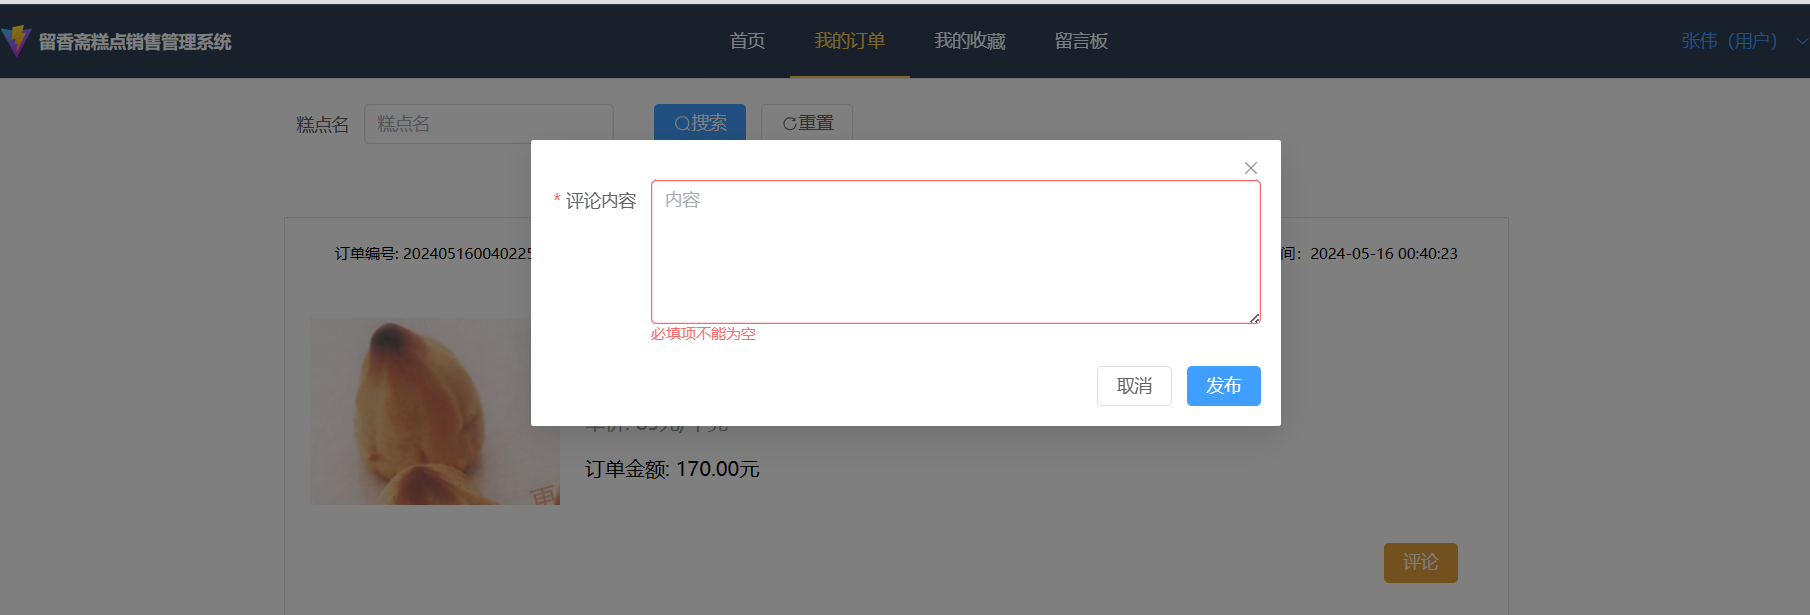 留香斋糕点销售管理系统
首页 我的订单 我的收藏 留言板
张伟（用户）
糕点名 糕点名 搜索 重置
* 评论内容 内容
订单编号: 20240516004022
间：2024-05-16 00:40:23
必填项不能为空
取消 发布
订单金额: 170.00元
评论